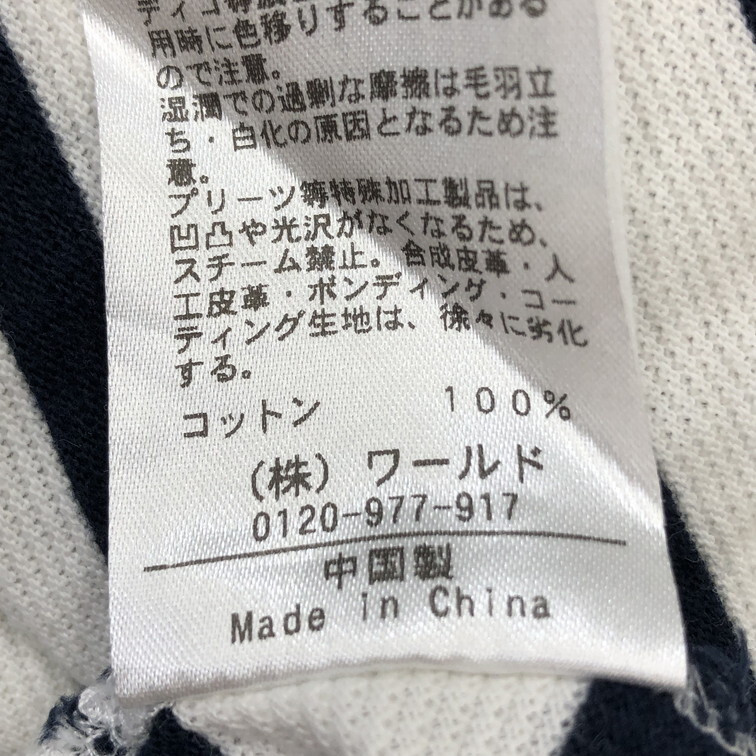 用時に色移りすることがある
ので注意。
湿潤での過剰な摩擦は毛羽立
ち・白化の原因となるため注
意。
プリーツ等特殊加工製品は、
凹凸や光沢がなくなるため、
スチーム禁止。合成皮革・人
工皮革・ボンディング・コー
ティング生地は、徐々に劣化
する。
コットン 100%
(株) ワールド
0120-977-917
中国製
Made in China